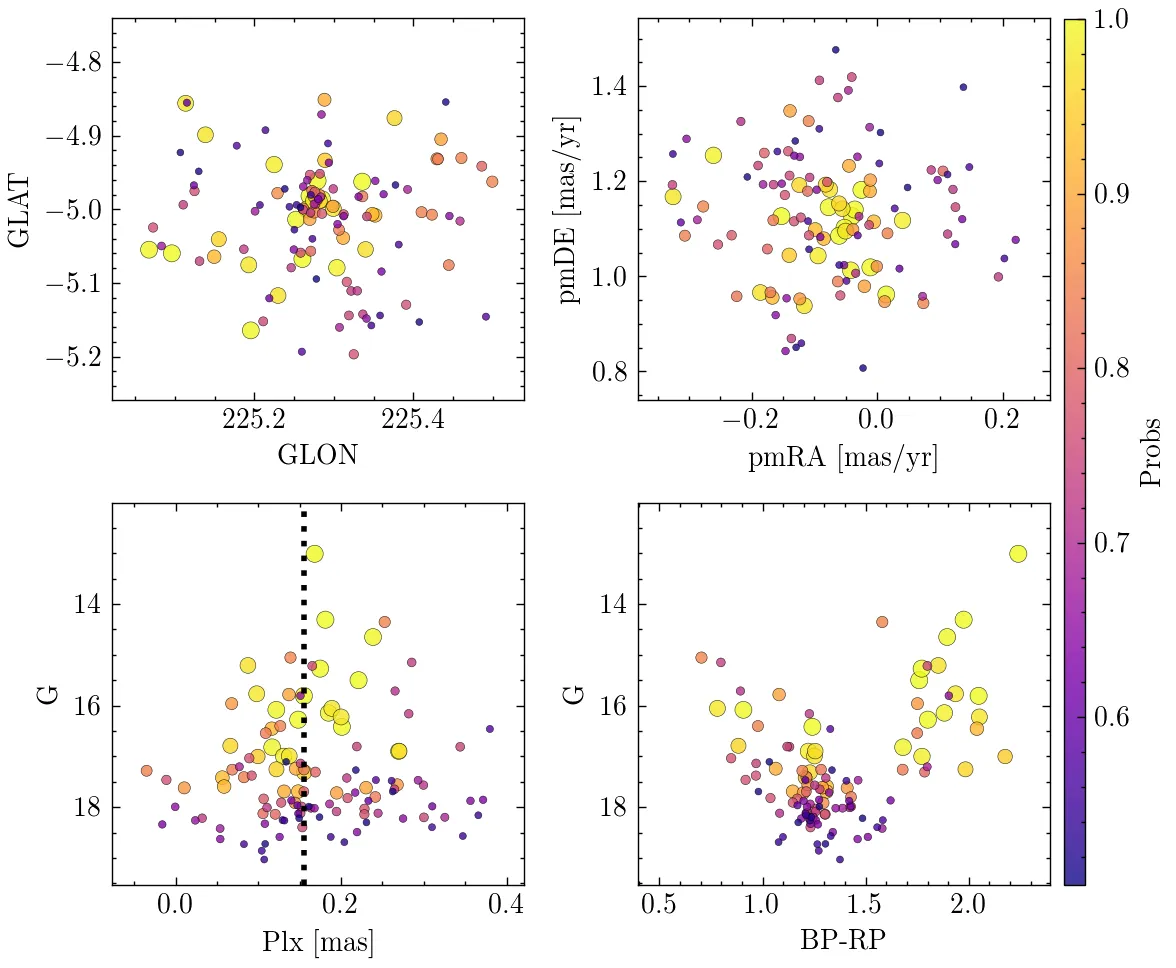 −4.8
−4.9
−5.0
−5.1
−5.2
GLAT
225.2 225.4
GLON
1.4
1.2
1.0
0.8
pmDE [mas/yr]
−0.2 0.0 0.2
pmRA [mas/yr]
1.0
0.9
0.8
0.7
0.6
Probs
14
16
18
G
0.0 0.2 0.4
Plx [mas]
14
16
18
G
0.5 1.0 1.5 2.0
BP-RP